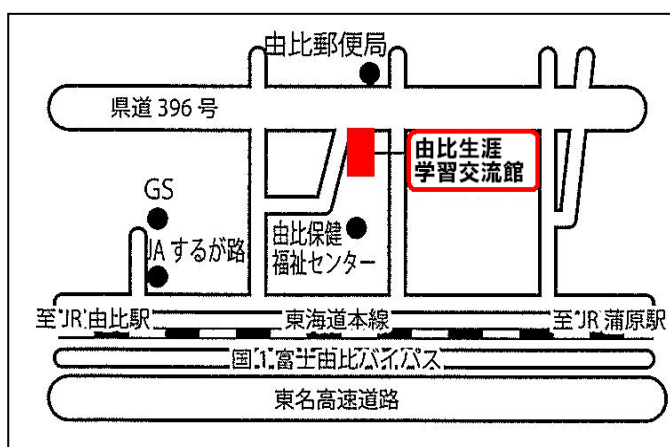 由比郵便局
県道396号
由比生涯
学習交流館
GS
JAするが路
由比保健
福祉センター
至JR由比駅
東海道本線
至JR蒲原駅
国1富士由比バイパス
東名高速道路